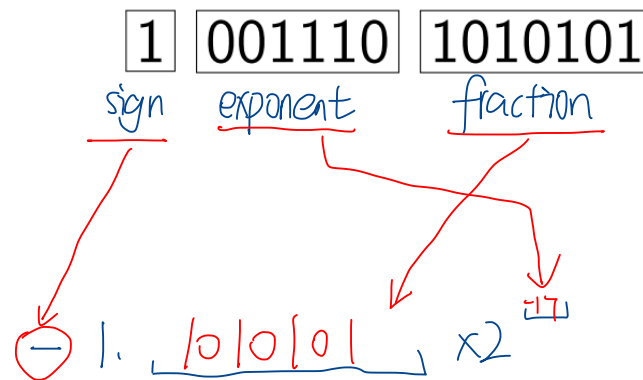 1 001110 1010101
sign exponent fraction
-17
− 1. 1010101 x2